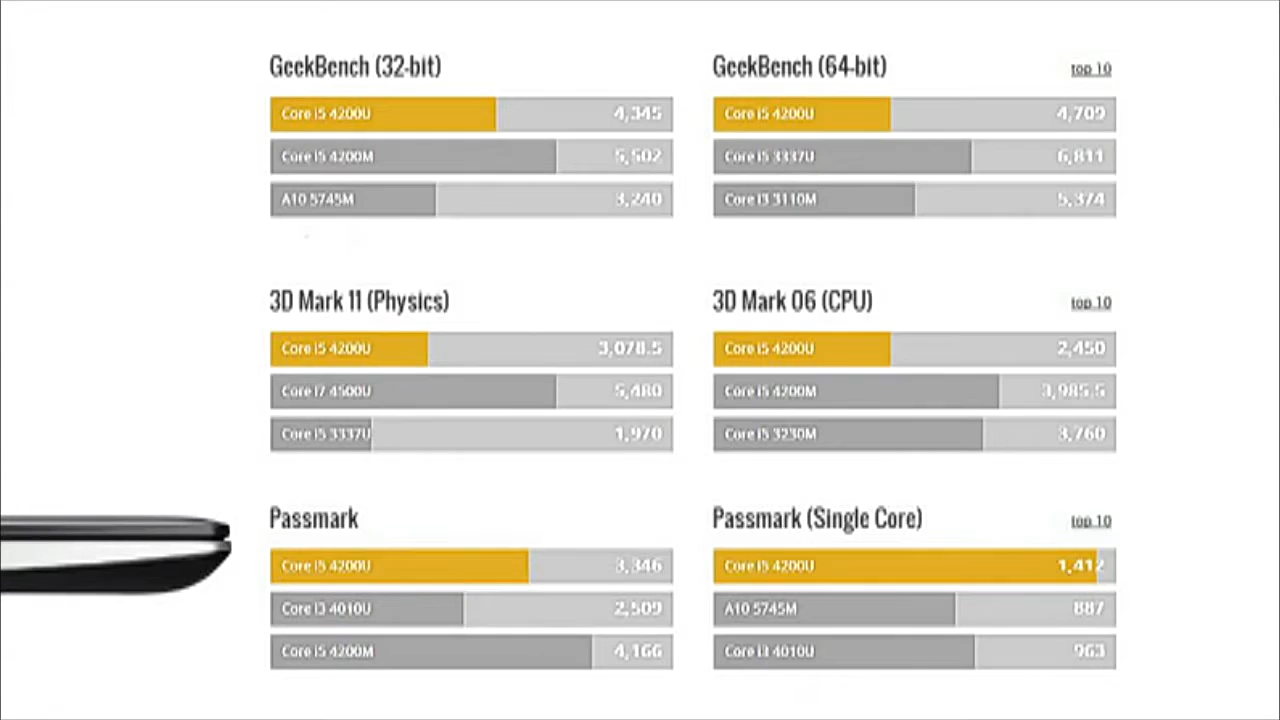 GeekBench (32-bit)
Core i5 4200U 4,345
Core i5 4200M 5,502
A10 5745M 3,240
GeekBench (64-bit) top 10
Core i5 4200U 4,709
Core i5 3337U 6,811
Core i3 3110M 5,374
3D Mark 11 (Physics)
Core i5 4200U 3,078.5
Core i7 4500U 5,480
Core i5 3337U 1,970
3D Mark 06 (CPU) top 10
Core i5 4200U 2,450
Core i5 4200M 3,985.5
Core i5 3230M 3,760
Passmark
Core i5 4200U 3,346
Core i3 4010U 2,509
Core i5 4200M 4,166
Passmark (Single Core) top 10
Core i5 4200U 1,412
A10 5745M 887
Core i3 4010U 963